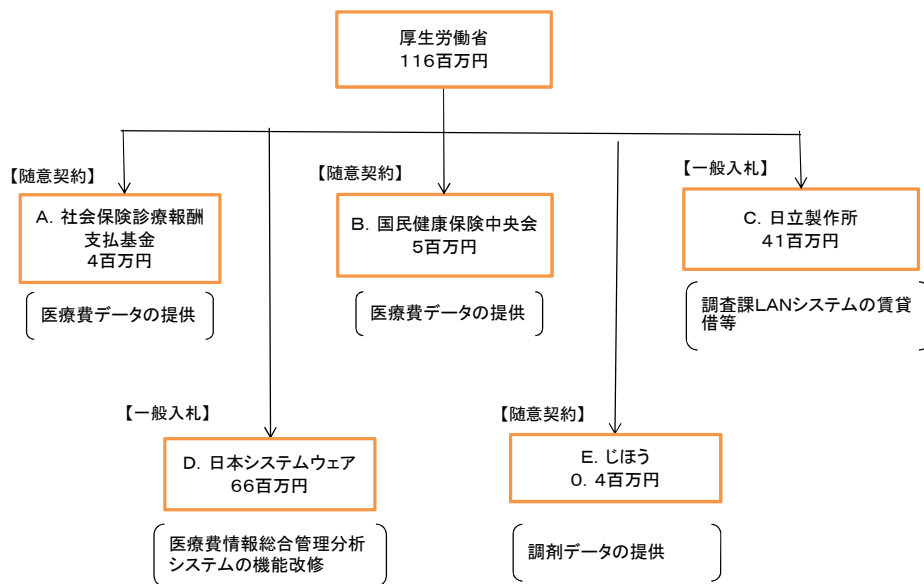 厚生労働省
116百万円
【随意契約】
A. 社会保険診療報酬
支払基金
4百万円
医療費データの提供
【随意契約】
B. 国民健康保険中央会
5百万円
医療費データの提供
【一般入札】
C. 日立製作所
41百万円
調査課LANシステムの賃貸
借等
【一般入札】
D. 日本システムウェア
66百万円
医療費情報総合管理分析
システムの機能改修
【随意契約】
E. じほう
0. 4百万円
調剤データの提供